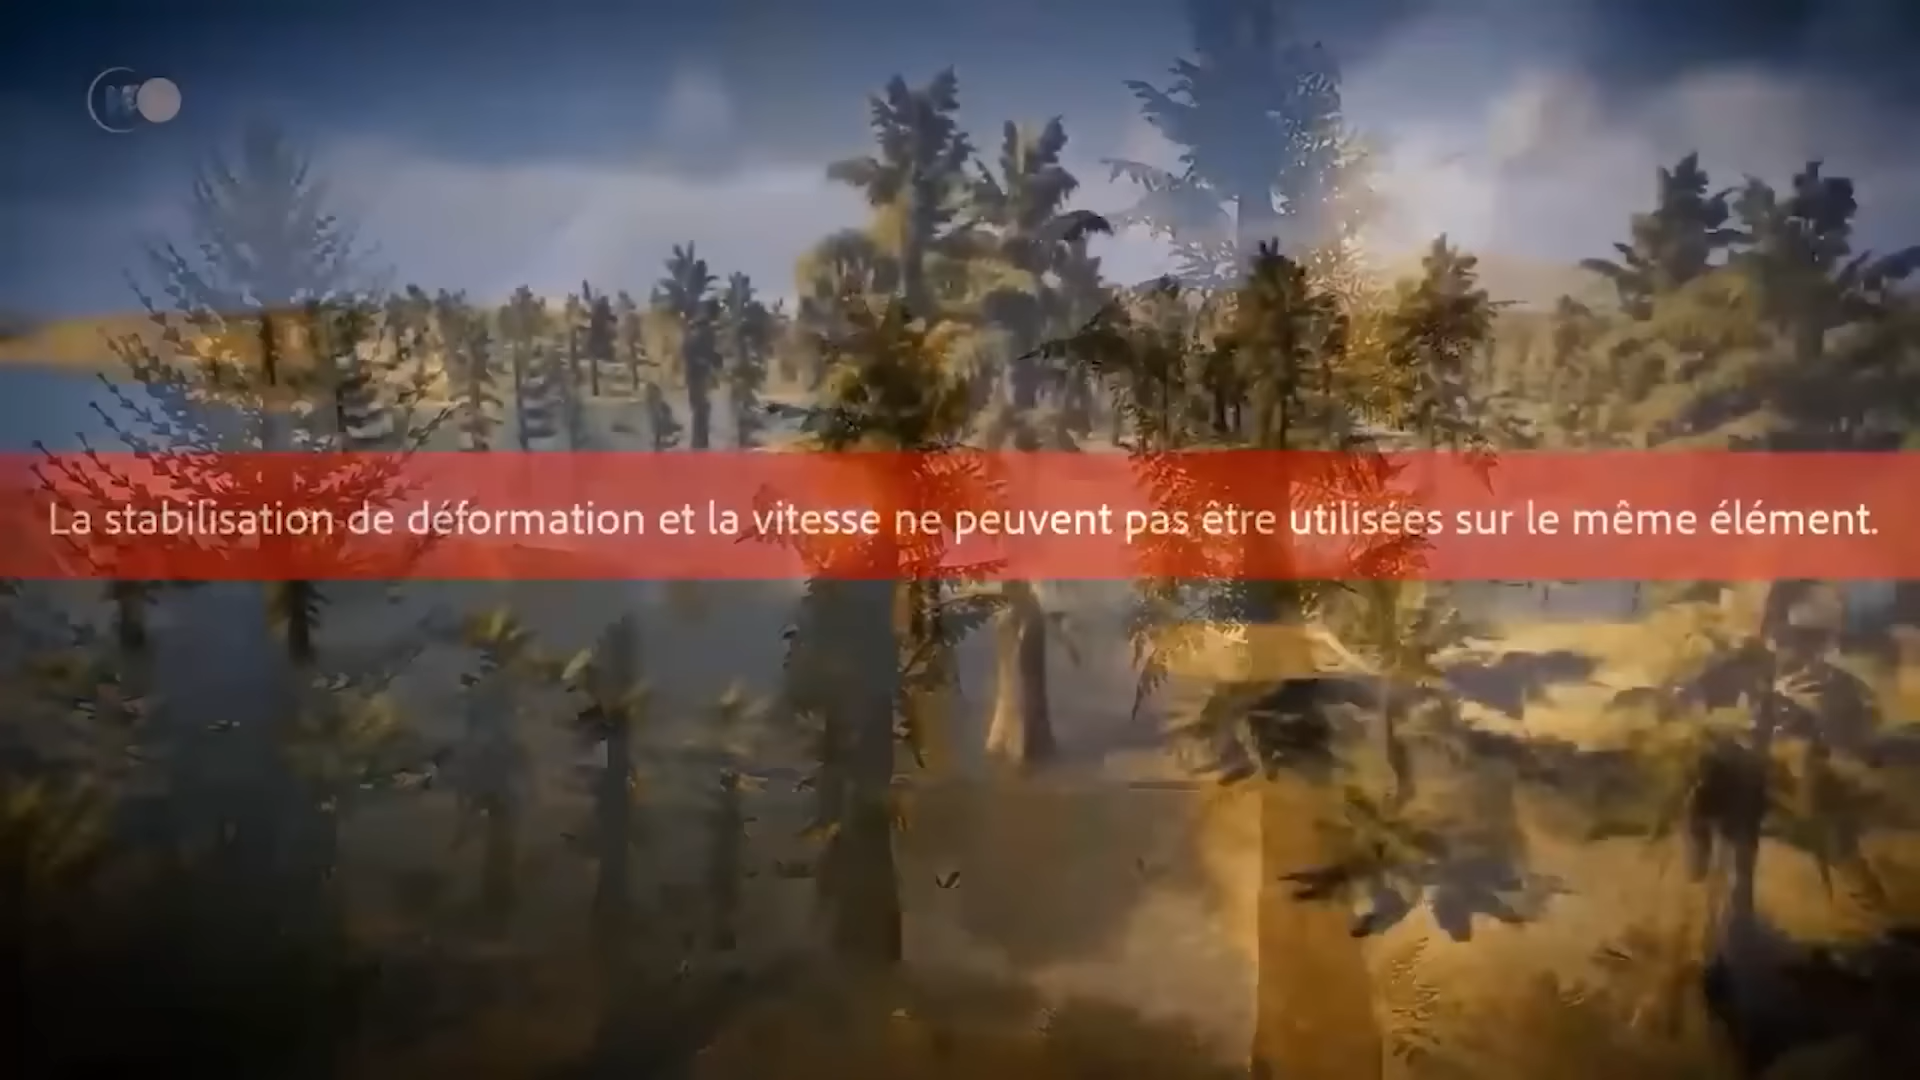 La stabilisation de déformation et la vitesse ne peuvent pas être utilisées sur le même élément.